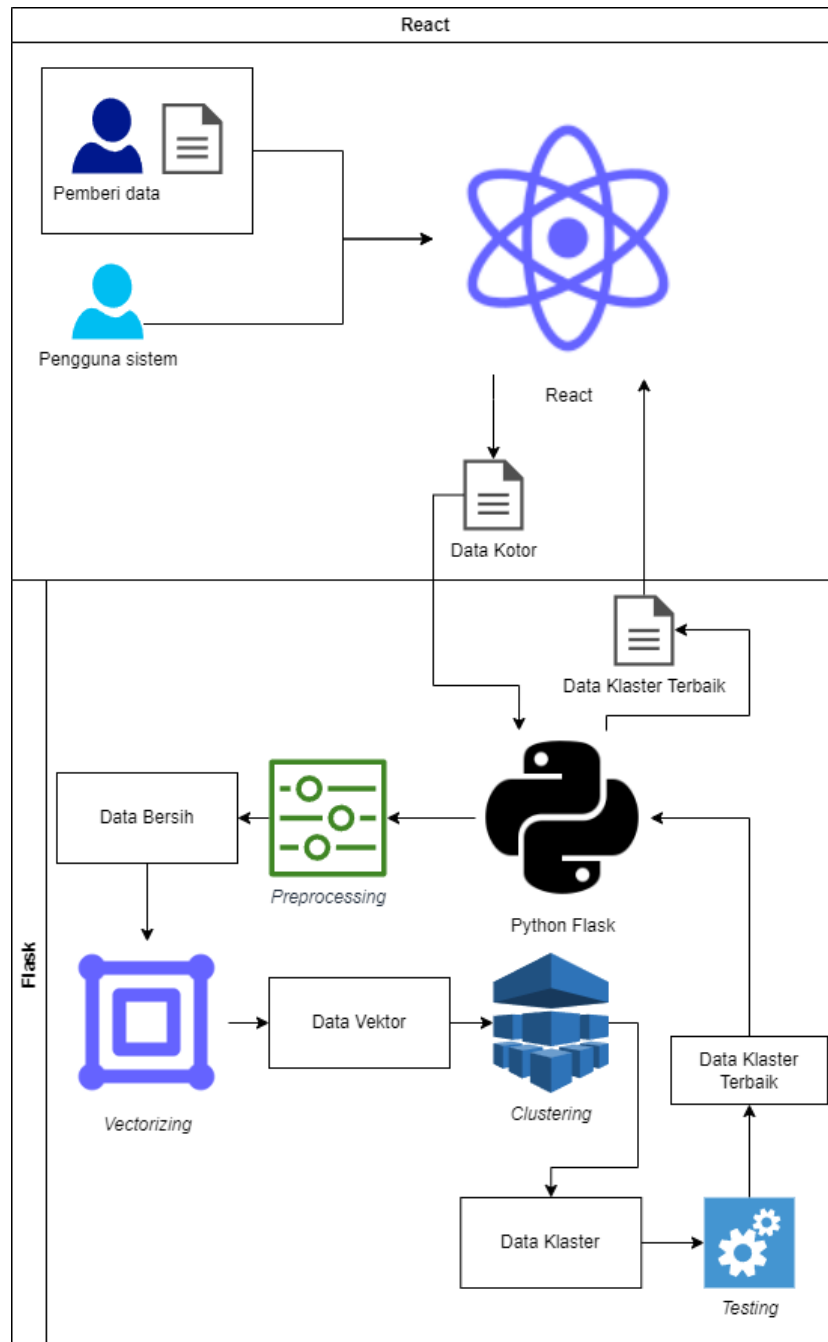 React
Pemberi data
Pengguna sistem
React
Data Kotor
Data Klaster Terbaik
Flask
Data Bersih
Preprocessing
Python Flask
Vectorizing
Data Vektor
Clustering
Data Klaster
Terbaik
Data Klaster
Testing